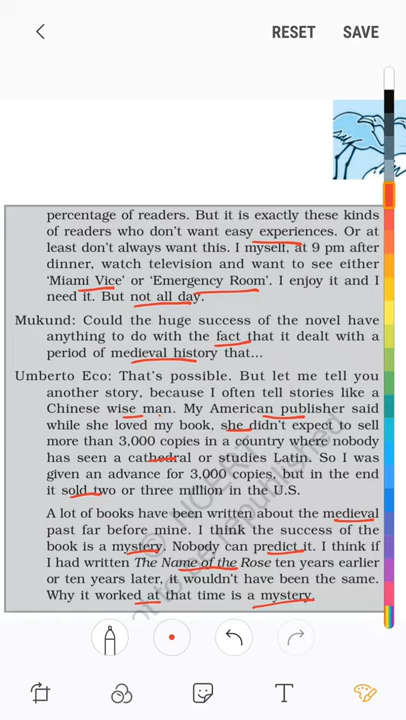 RESET SAVE
percentage of readers. But it is exactly these kinds
of readers who don't want easy experiences. Or at
least don't always want this. I myself, at 9 pm after
dinner, watch television and want to see either
'Miami Vice' or 'Emergency Room'. I enjoy it and I
need it. But not all day.
Mukund: Could the huge success of the novel have
anything to do with the fact that it dealt with a
period of medieval history that...
Umberto Eco: That's possible. But let me tell you
another story, because I often tell stories like a
Chinese wise man. My American publisher said
while she loved my book, she didn't expect to sell
more than 3,000 copies in a country where nobody
has seen a cathedral or studies Latin. So I was
given an advance for 3,000 copies, but in the end
it sold two or three million in the U.S.
A lot of books have been written about the medieval
past far before mine. I think the success of the
book is a mystery. Nobody can predict it. I think if
I had written The Name of the Rose ten years earlier
or ten years later, it wouldn't have been the same.
Why it worked at that time is a mystery.
© NCERT
not to be republished
T